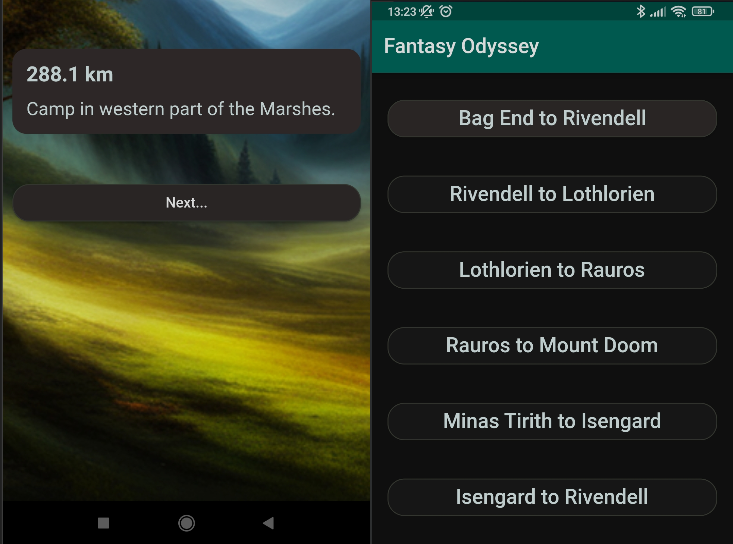 288.1 km
Camp in western part of the Marshes.
Next...
13:23
81
Fantasy Odyssey
Bag End to Rivendell
Rivendell to Lothlorien
Lothlorien to Rauros
Rauros to Mount Doom
Minas Tirith to Isengard
Isengard to Rivendell